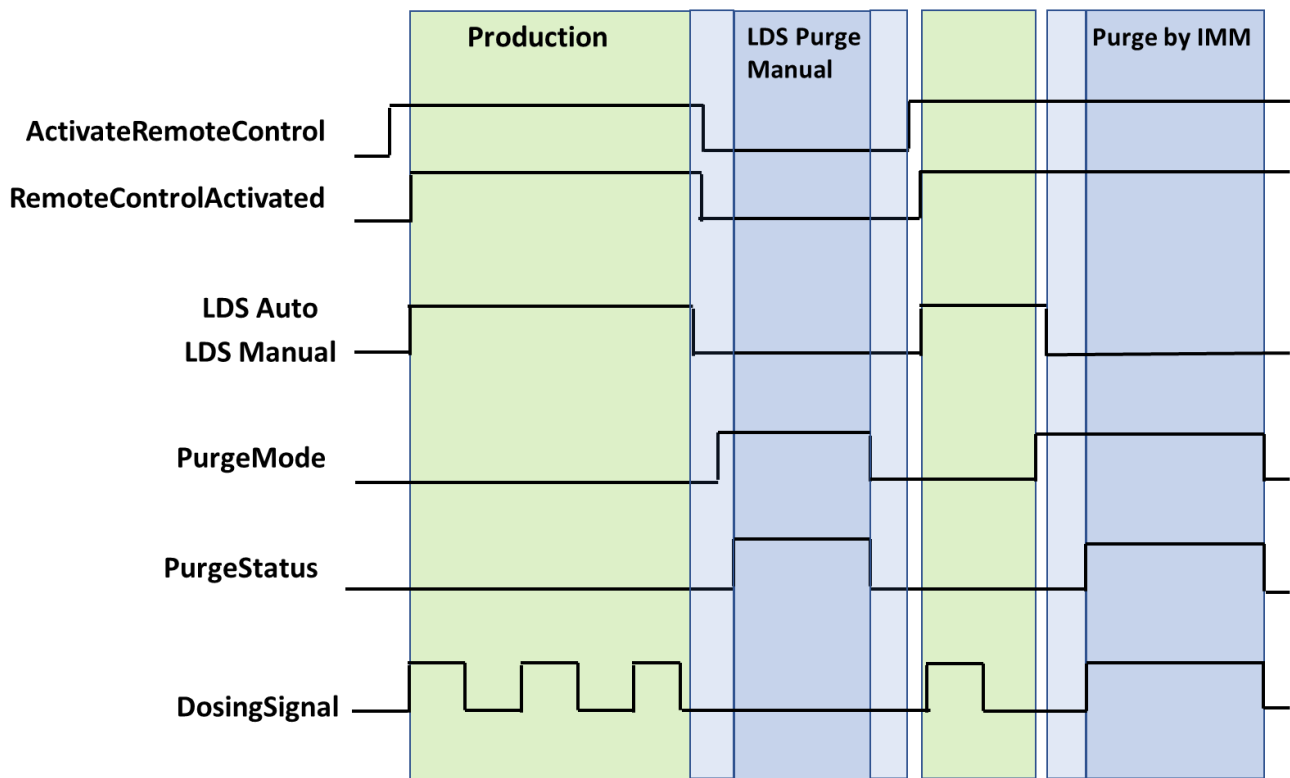 Production
LDS Purge
Manual
Purge by IMM
ActivateRemoteControl
RemoteControlActivated
LDS Auto
LDS Manual
PurgeMode
PurgeStatus
DosingSignal